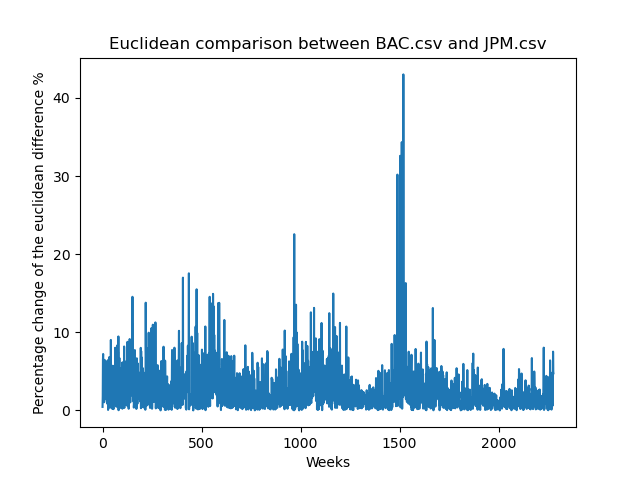 Euclidean comparison between BAC.csv and JPM.csv
Percentage change of the euclidean difference %
40
30
20
10
0
0 500 1000 1500 2000
Weeks